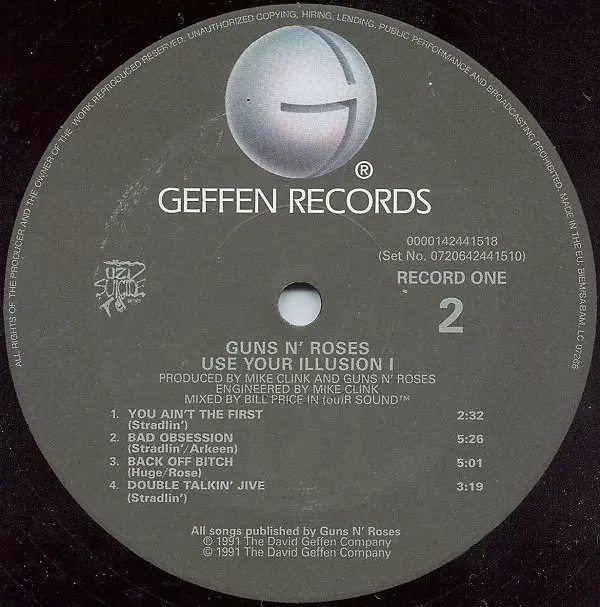 ALL RIGHTS OF THE PRODUCER AND THE OWNER OF THE WORK REPRODUCED RESERVED. UNAUTHORIZED COPYING, HIRING, LENDING, PUBLIC PERFORMANCE AND BROADCASTING PROHIBITED. MADE IN THE EU. BIEM/SABAM. LC 07266
G
®
GEFFEN RECORDS
0000142441518
(Set No. 0720642441510)
UZI
SUICIDE
RECORD ONE
2
GUNS N' ROSES
USE YOUR ILLUSION I
PRODUCED BY MIKE CLINK AND GUNS N' ROSES
ENGINEERED BY MIKE CLINK
MIXED BY BILL PRICE IN (ou)R SOUND™
1. YOU AIN'T THE FIRST 2:32
(Stradlin')
2. BAD OBSESSION 5:26
(Stradlin'/Arkeen)
3. BACK OFF BITCH 5:01
(Huge/Rose)
4. DOUBLE TALKIN' JIVE 3:19
(Stradlin')
All songs published by Guns N' Roses
℗ 1991 The David Geffen Company
© 1991 The David Geffen Company